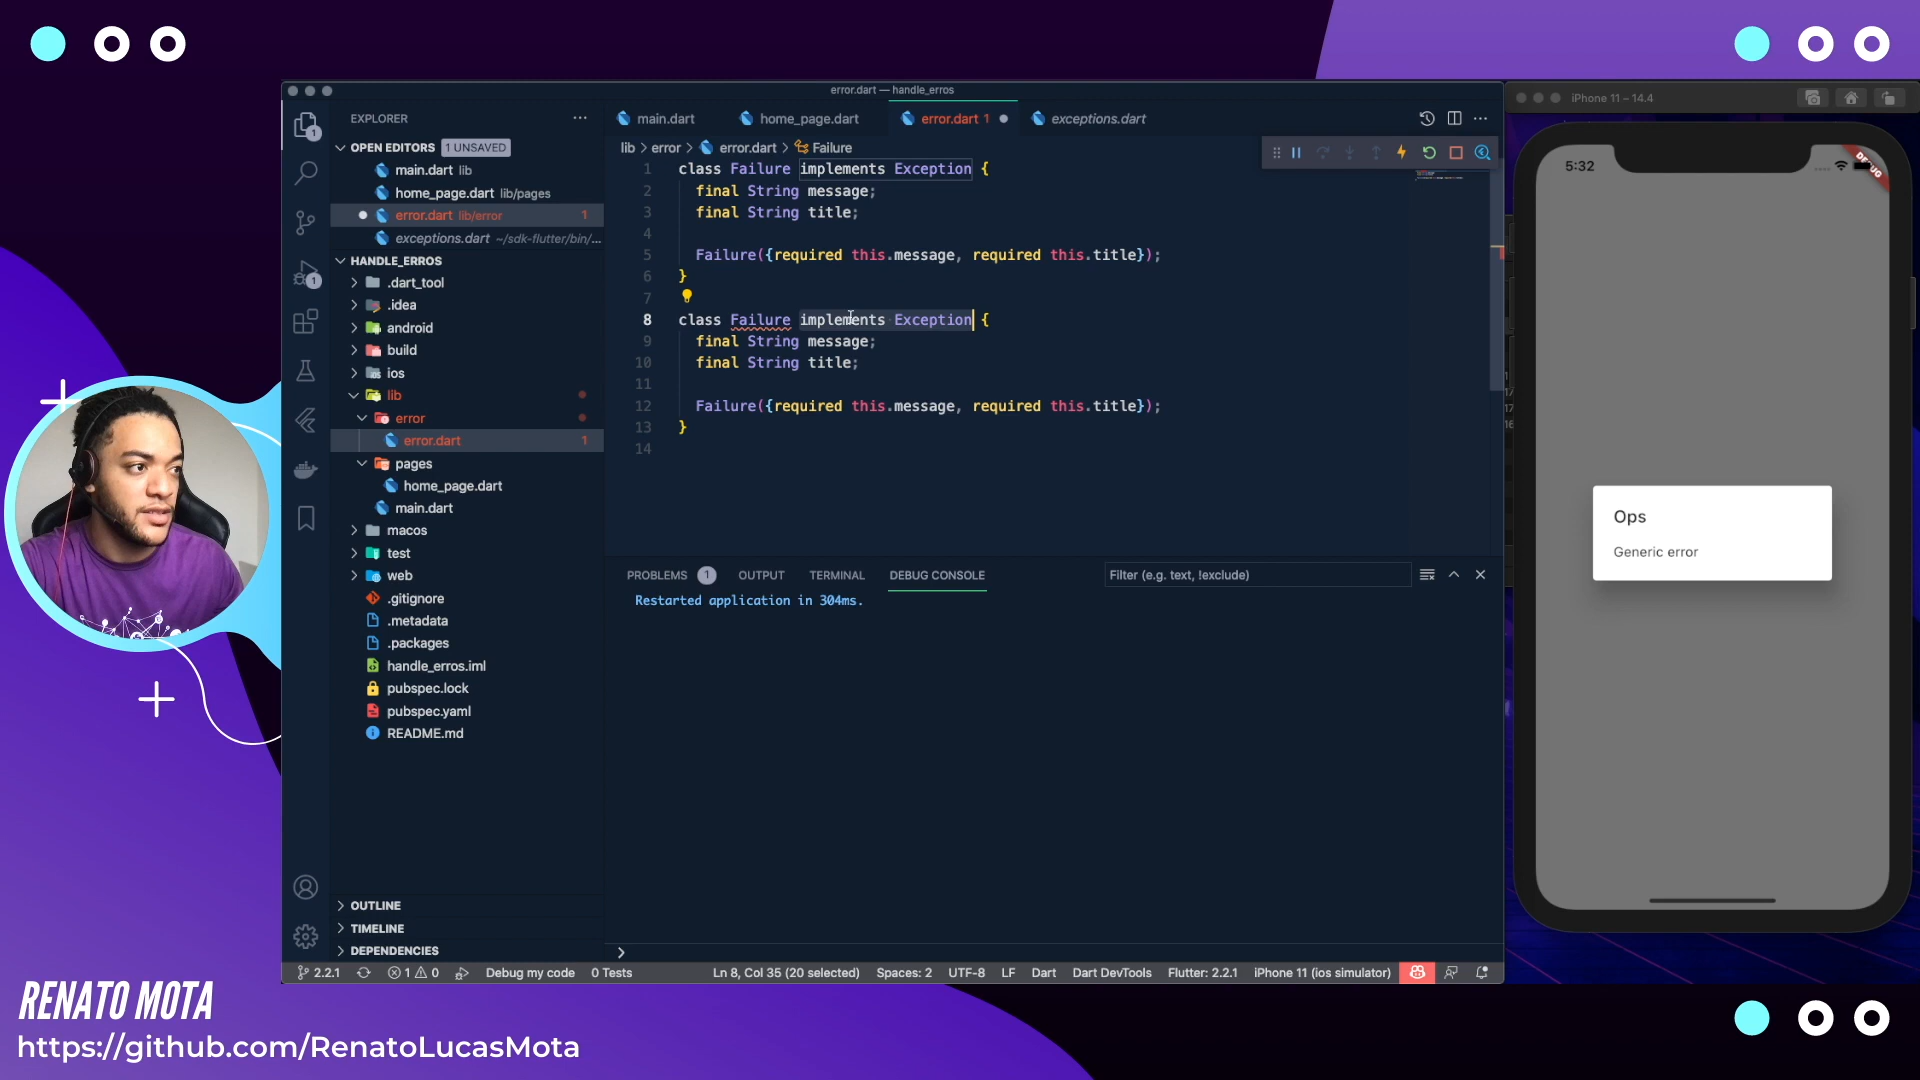 error.dart — handle_erros
iPhone 11 – 14.4
EXPLORER
OPEN EDITORS 1 UNSAVED
main.dart lib
home_page.dart lib/pages
error.dart lib/error 1
exceptions.dart ~/sdk-flutter/bin/...
HANDLE_ERROS
.dart_tool
.idea
android
build
ios
lib
error
error.dart 1
pages
home_page.dart
main.dart
macos
test
web
.gitignore
.metadata
.packages
handle_erros.iml
pubspec.lock
pubspec.yaml
README.md
OUTLINE
TIMELINE
DEPENDENCIES
1
1
main.dart home_page.dart error.dart 1 exceptions.dart
lib error error.dart Failure
1 class Failure implements Exception {
2 final String message;
3 final String title;
4
5 Failure({required this.message, required this.title});
6 }
7
8 class Failure implements Exception {
9 final String message;
10 final String title;
11
12 Failure({required this.message, required this.title});
13 }
14
PROBLEMS 1 OUTPUT TERMINAL DEBUG CONSOLE Filter (e.g. text, !exclude)
Restarted application in 304ms.
2.2.1 1 0 Debug my code 0 Tests Ln 8, Col 35 (20 selected) Spaces: 2 UTF-8 LF Dart Dart DevTools Flutter: 2.2.1 iPhone 11 (ios simulator)
5:32
DEBUG
Ops
Generic error
RENATO MOTA
https://github.com/RenatoLucasMota